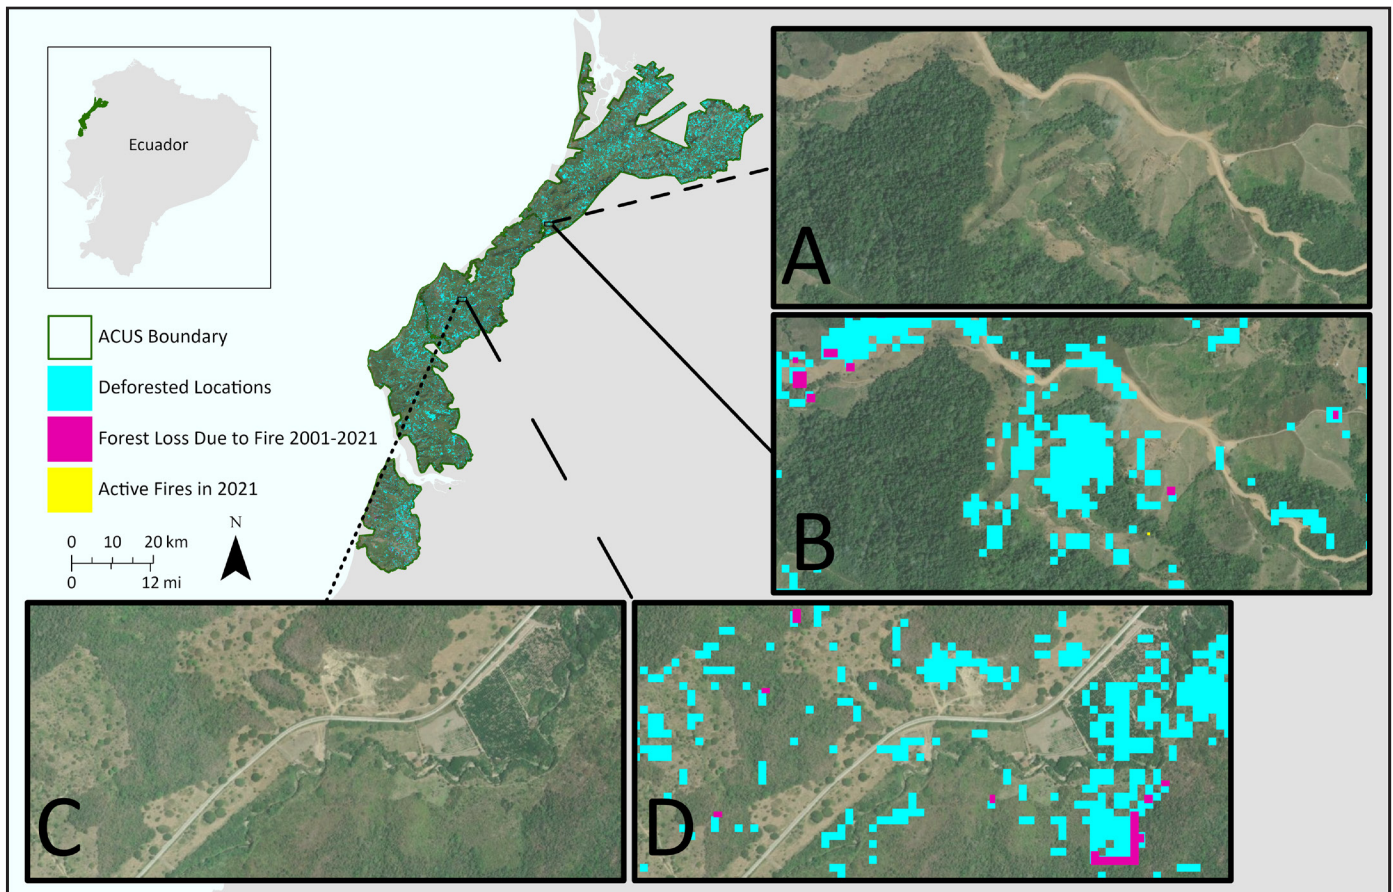 Ecuador
ACUS Boundary
Deforested Locations
Forest Loss Due to Fire 2001-2021
Active Fires in 2021
N
0 10 20 km
0 12 mi
A
B
C
D